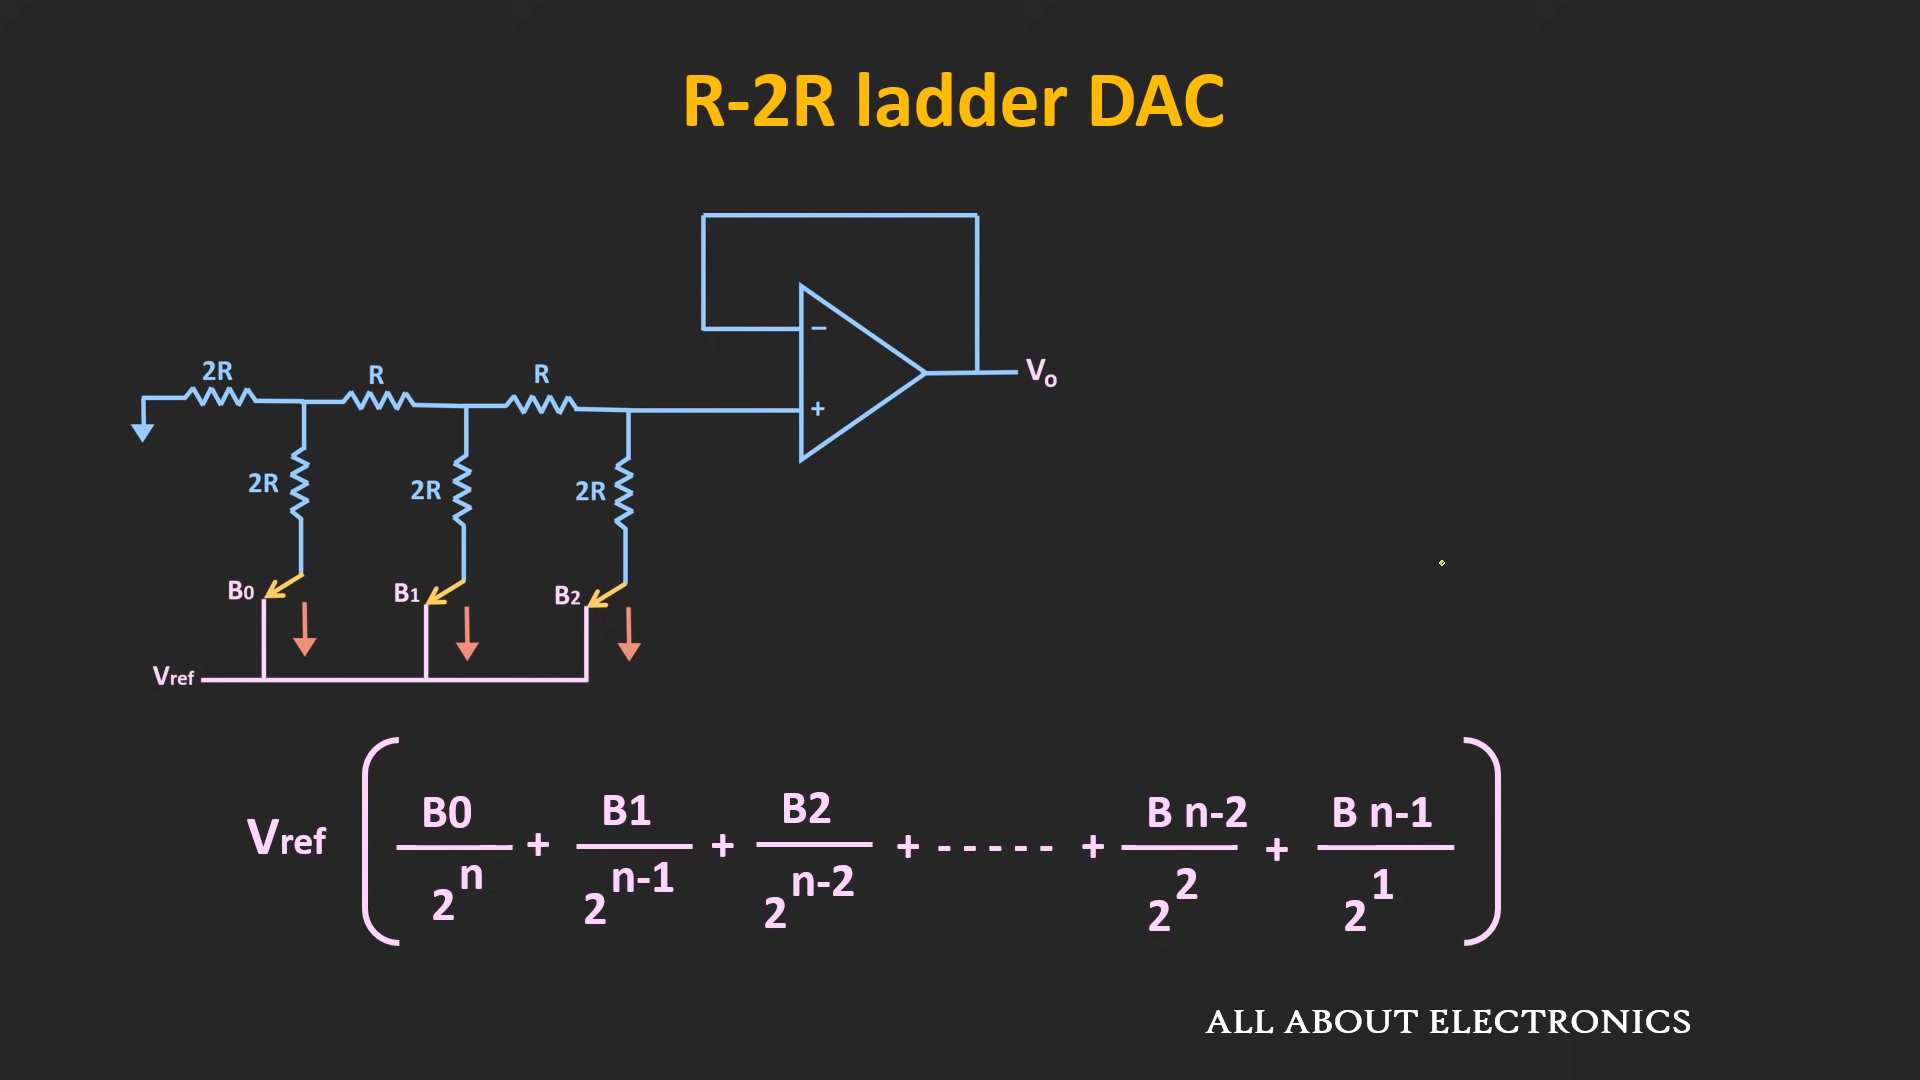 R-2R ladder DAC
−
+
Vo
2R R R
2R 2R 2R
B0 B1 B2
Vref
Vref ( B0/2^n + B1/2^n-1 + B2/2^n-2 + - - - - - + B n-2/2^2 + B n-1/2^1 )
ALL ABOUT ELECTRONICS